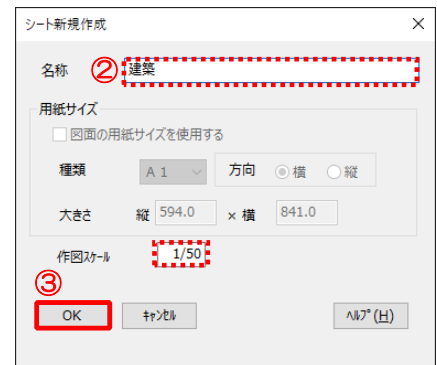 シート新規作成
名称 ② 建築
用紙サイズ
図面の用紙サイズを使用する
種類 A 1 方向 横 縦
大きさ 縦 594.0 × 横 841.0
作図ｽｹｰﾙ 1/50
③
OK ｷｬﾝｾﾙ ﾍﾙﾌﾟ(H)